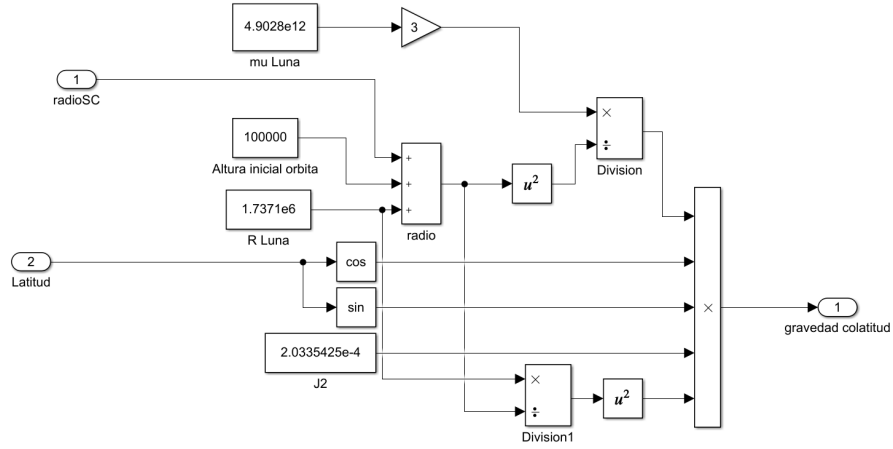 4.9028e12
3
mu Luna
1
radioSC
×
÷
Division
100000
Altura inicial orbita
+
+
+
radio
u²
1.7371e6
R Luna
2
Latitud
cos
sin
×
1
gravedad colatitud
2.0335425e-4
J2
×
÷
Division1
u²